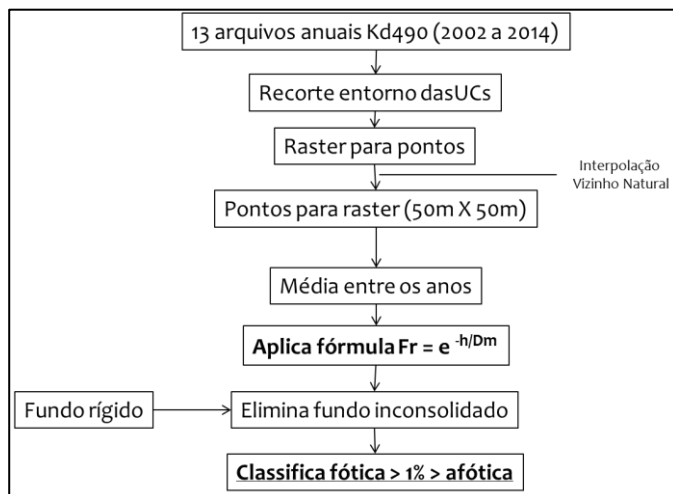 13 arquivos anuais Kd490 (2002 a 2014)
Recorte entorno dasUCs
Raster para pontos
Interpolação
Vizinho Natural
Pontos para raster (50m X 50m)
Média entre os anos
Aplica fórmula Fr = e -h/Dm
Fundo rígido
Elimina fundo inconsolidado
Classifica fótica > 1% > afótica